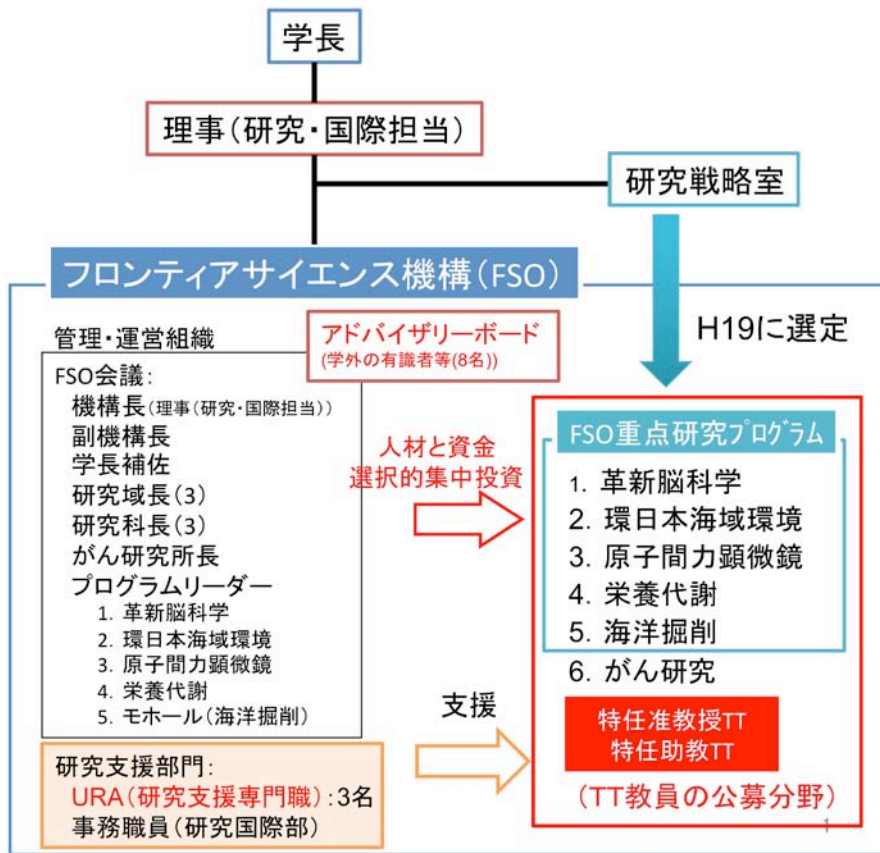 学長
理事(研究・国際担当)
研究戦略室
フロンティアサイエンス機構(FSO)
管理・運営組織
アドバイザリーボード
(学外の有識者等(8名))
H19に選定
FSO会議:
機構長(理事(研究・国際担当))
副機構長
学長補佐
研究域長(3)
研究科長(3)
がん研究所長
プログラムリーダー
1. 革新脳科学
2. 環日本海域環境
3. 原子間力顕微鏡
4. 栄養代謝
5. モホール(海洋掘削)
人材と資金
選択的集中投資
FSO重点研究プログラム
1. 革新脳科学
2. 環日本海域環境
3. 原子間力顕微鏡
4. 栄養代謝
5. 海洋掘削
6. がん研究
特任准教授TT
特任助教TT
(TT教員の公募分野)
支援
研究支援部門:
URA(研究支援専門職):3名
事務職員(研究国際部)
1